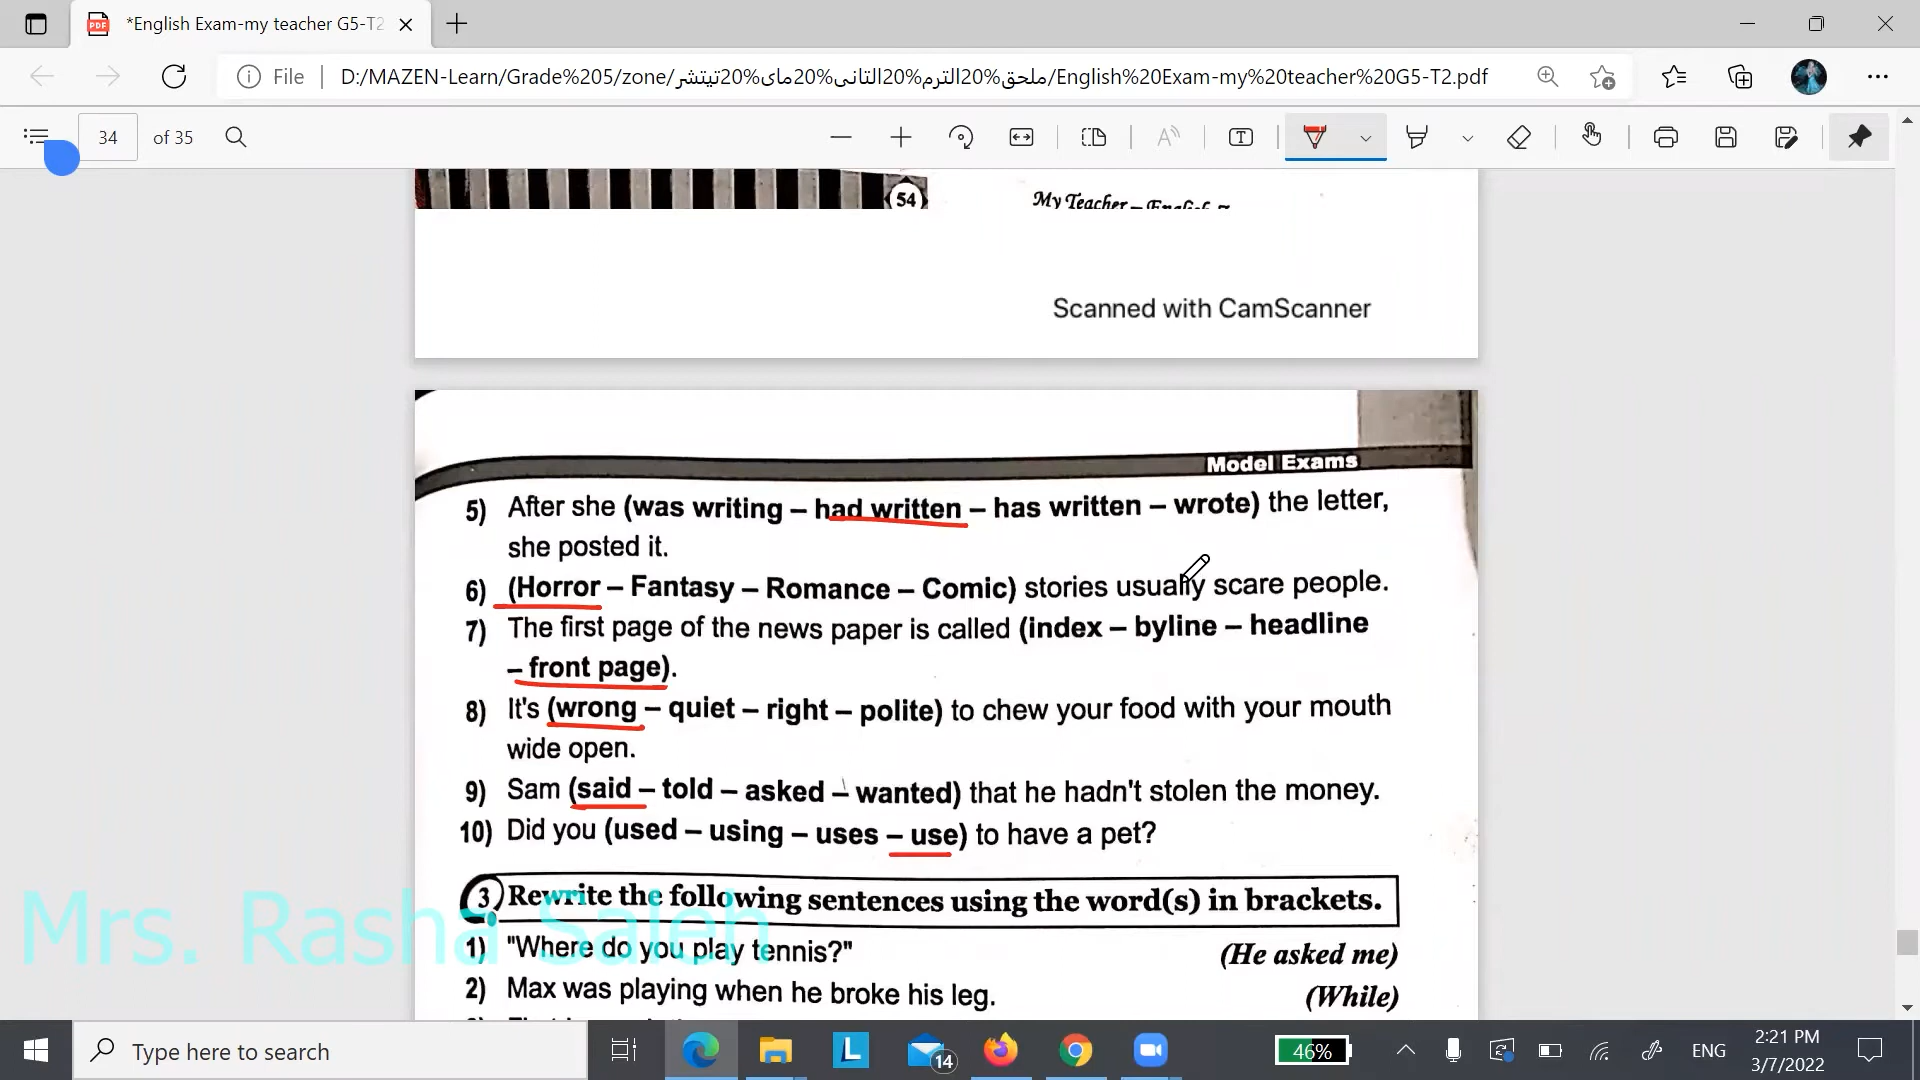 *English Exam-my teacher G5-T2
File
D:/MAZEN-Learn/Grade%205/zone/ملحق%20الترم%20التانى%20ماى%20تيتشر/English%20Exam-my%20teacher%20G5-T2.pdf
34 of 35
54
My Teacher – English
Scanned with CamScanner
Model Exams
5) After she (was writing – had written – has written – wrote) the letter,
she posted it.
6) (Horror – Fantasy – Romance – Comic) stories usually scare people.
7) The first page of the news paper is called (index – byline – headline
– front page).
8) It's (wrong – quiet – right – polite) to chew your food with your mouth
wide open.
9) Sam (said – told – asked – wanted) that he hadn't stolen the money.
10) Did you (used – using – uses – use) to have a pet?
3 Rewrite the following sentences using the word(s) in brackets.
Mrs. Rasha Saleh
1) "Where do you play tennis?" (He asked me)
2) Max was playing when he broke his leg. (While)
Type here to search
14
46%
ENG
2:21 PM
3/7/2022